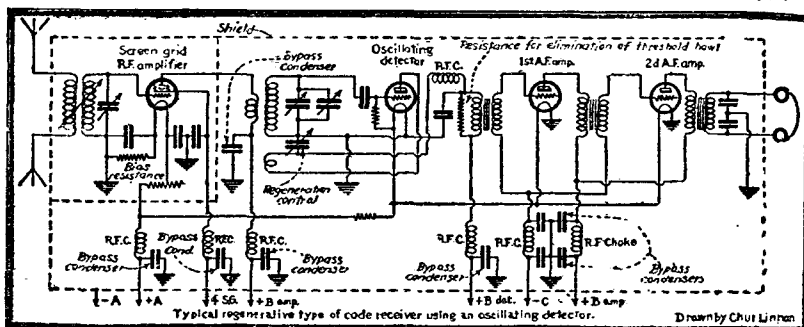 Shield
Screen grid
R.F. amplifier
Bypass
condenser
Oscillating
detector
R.F.C.
Resistance for elimination of threshold howl
1st A.F. amp.
2d A.F. amp.
Bias
resistance
Regeneration
control
R.F.C.
Bypass
condenser
Bypass
Cond.
R.F.C.
R.F.C.
Bypass
condenser
R.F.C.
Bypass
condenser
R.F.C.
R.F. Choke
Bypass
condensers
-A
+A
+B amp.
+B det.
-C
+B amp
Typical regenerative type of code receiver using an oscillating detector.
Drawn by